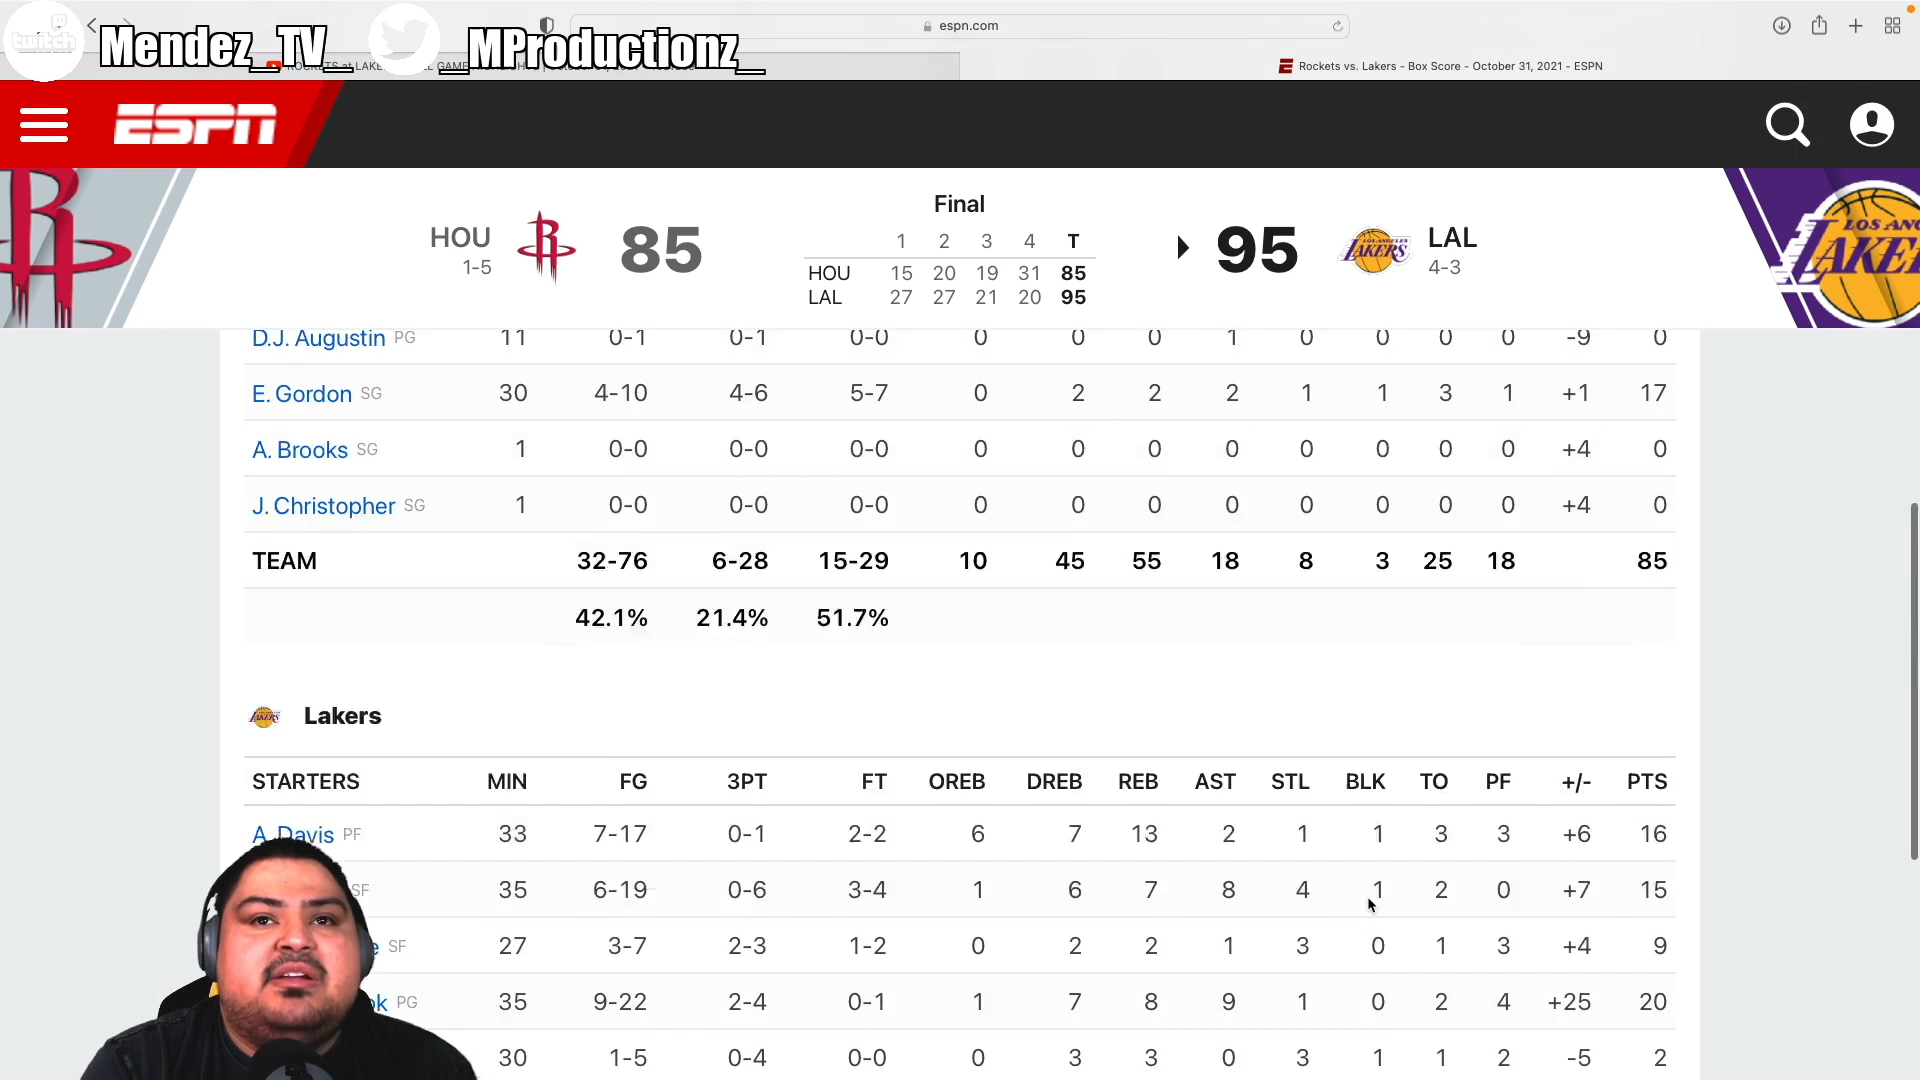 twitch Mendez_TV_ _MProductionz_
espn.com
Rockets vs. Lakers - Box Score - October 31, 2021 - ESPN
ESPN
Final
HOU 85 1 2 3 4 T 95 LAL
1-5 HOU 15 20 19 31 85 4-3
LAL 27 27 21 20 95
LOS ANGELES LAKERS
D.J. Augustin PG 11 0-1 0-1 0-0 0 0 0 1 0 0 0 0 -9 0
E. Gordon SG 30 4-10 4-6 5-7 0 2 2 2 1 1 3 1 +1 17
A. Brooks SG 1 0-0 0-0 0-0 0 0 0 0 0 0 0 0 +4 0
J. Christopher SG 1 0-0 0-0 0-0 0 0 0 0 0 0 0 0 +4 0
TEAM 32-76 6-28 15-29 10 45 55 18 8 3 25 18 85
42.1% 21.4% 51.7%
LAKERS Lakers
STARTERS MIN FG 3PT FT OREB DREB REB AST STL BLK TO PF +/- PTS
A. Davis PF 33 7-17 0-1 2-2 6 7 13 2 1 1 3 3 +6 16
SF 35 6-19 0-6 3-4 1 6 7 8 4 1 2 0 +7 15
e SF 27 3-7 2-3 1-2 0 2 2 1 3 0 1 3 +4 9
ok PG 35 9-22 2-4 0-1 1 7 8 9 1 0 2 4 +25 20
30 1-5 0-4 0-0 0 3 3 0 3 1 1 2 -5 2